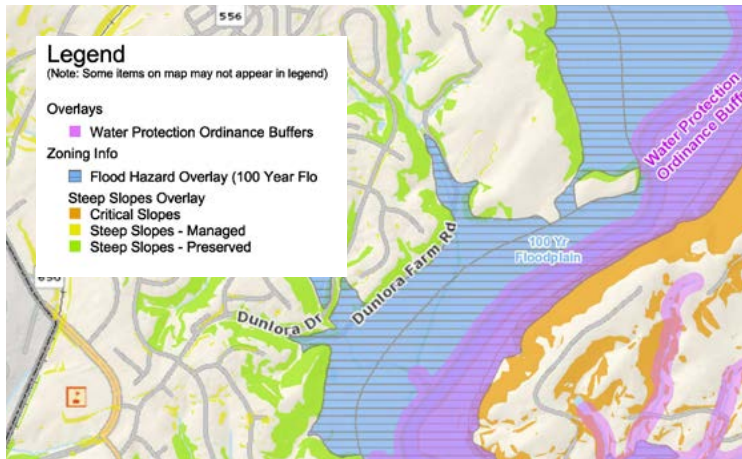 556
Legend
(Note: Some items on map may not appear in legend)
Overlays
Water Protection Ordinance Buffers
Zoning Info
Flood Hazard Overlay (100 Year Flo
Steep Slopes Overlay
Critical Slopes
Steep Slopes - Managed
Steep Slopes - Preserved
Water Protection
Ordinance Buffe
100 Yr
Floodplain
Dunlora Farm Rd
Dunlora Dr